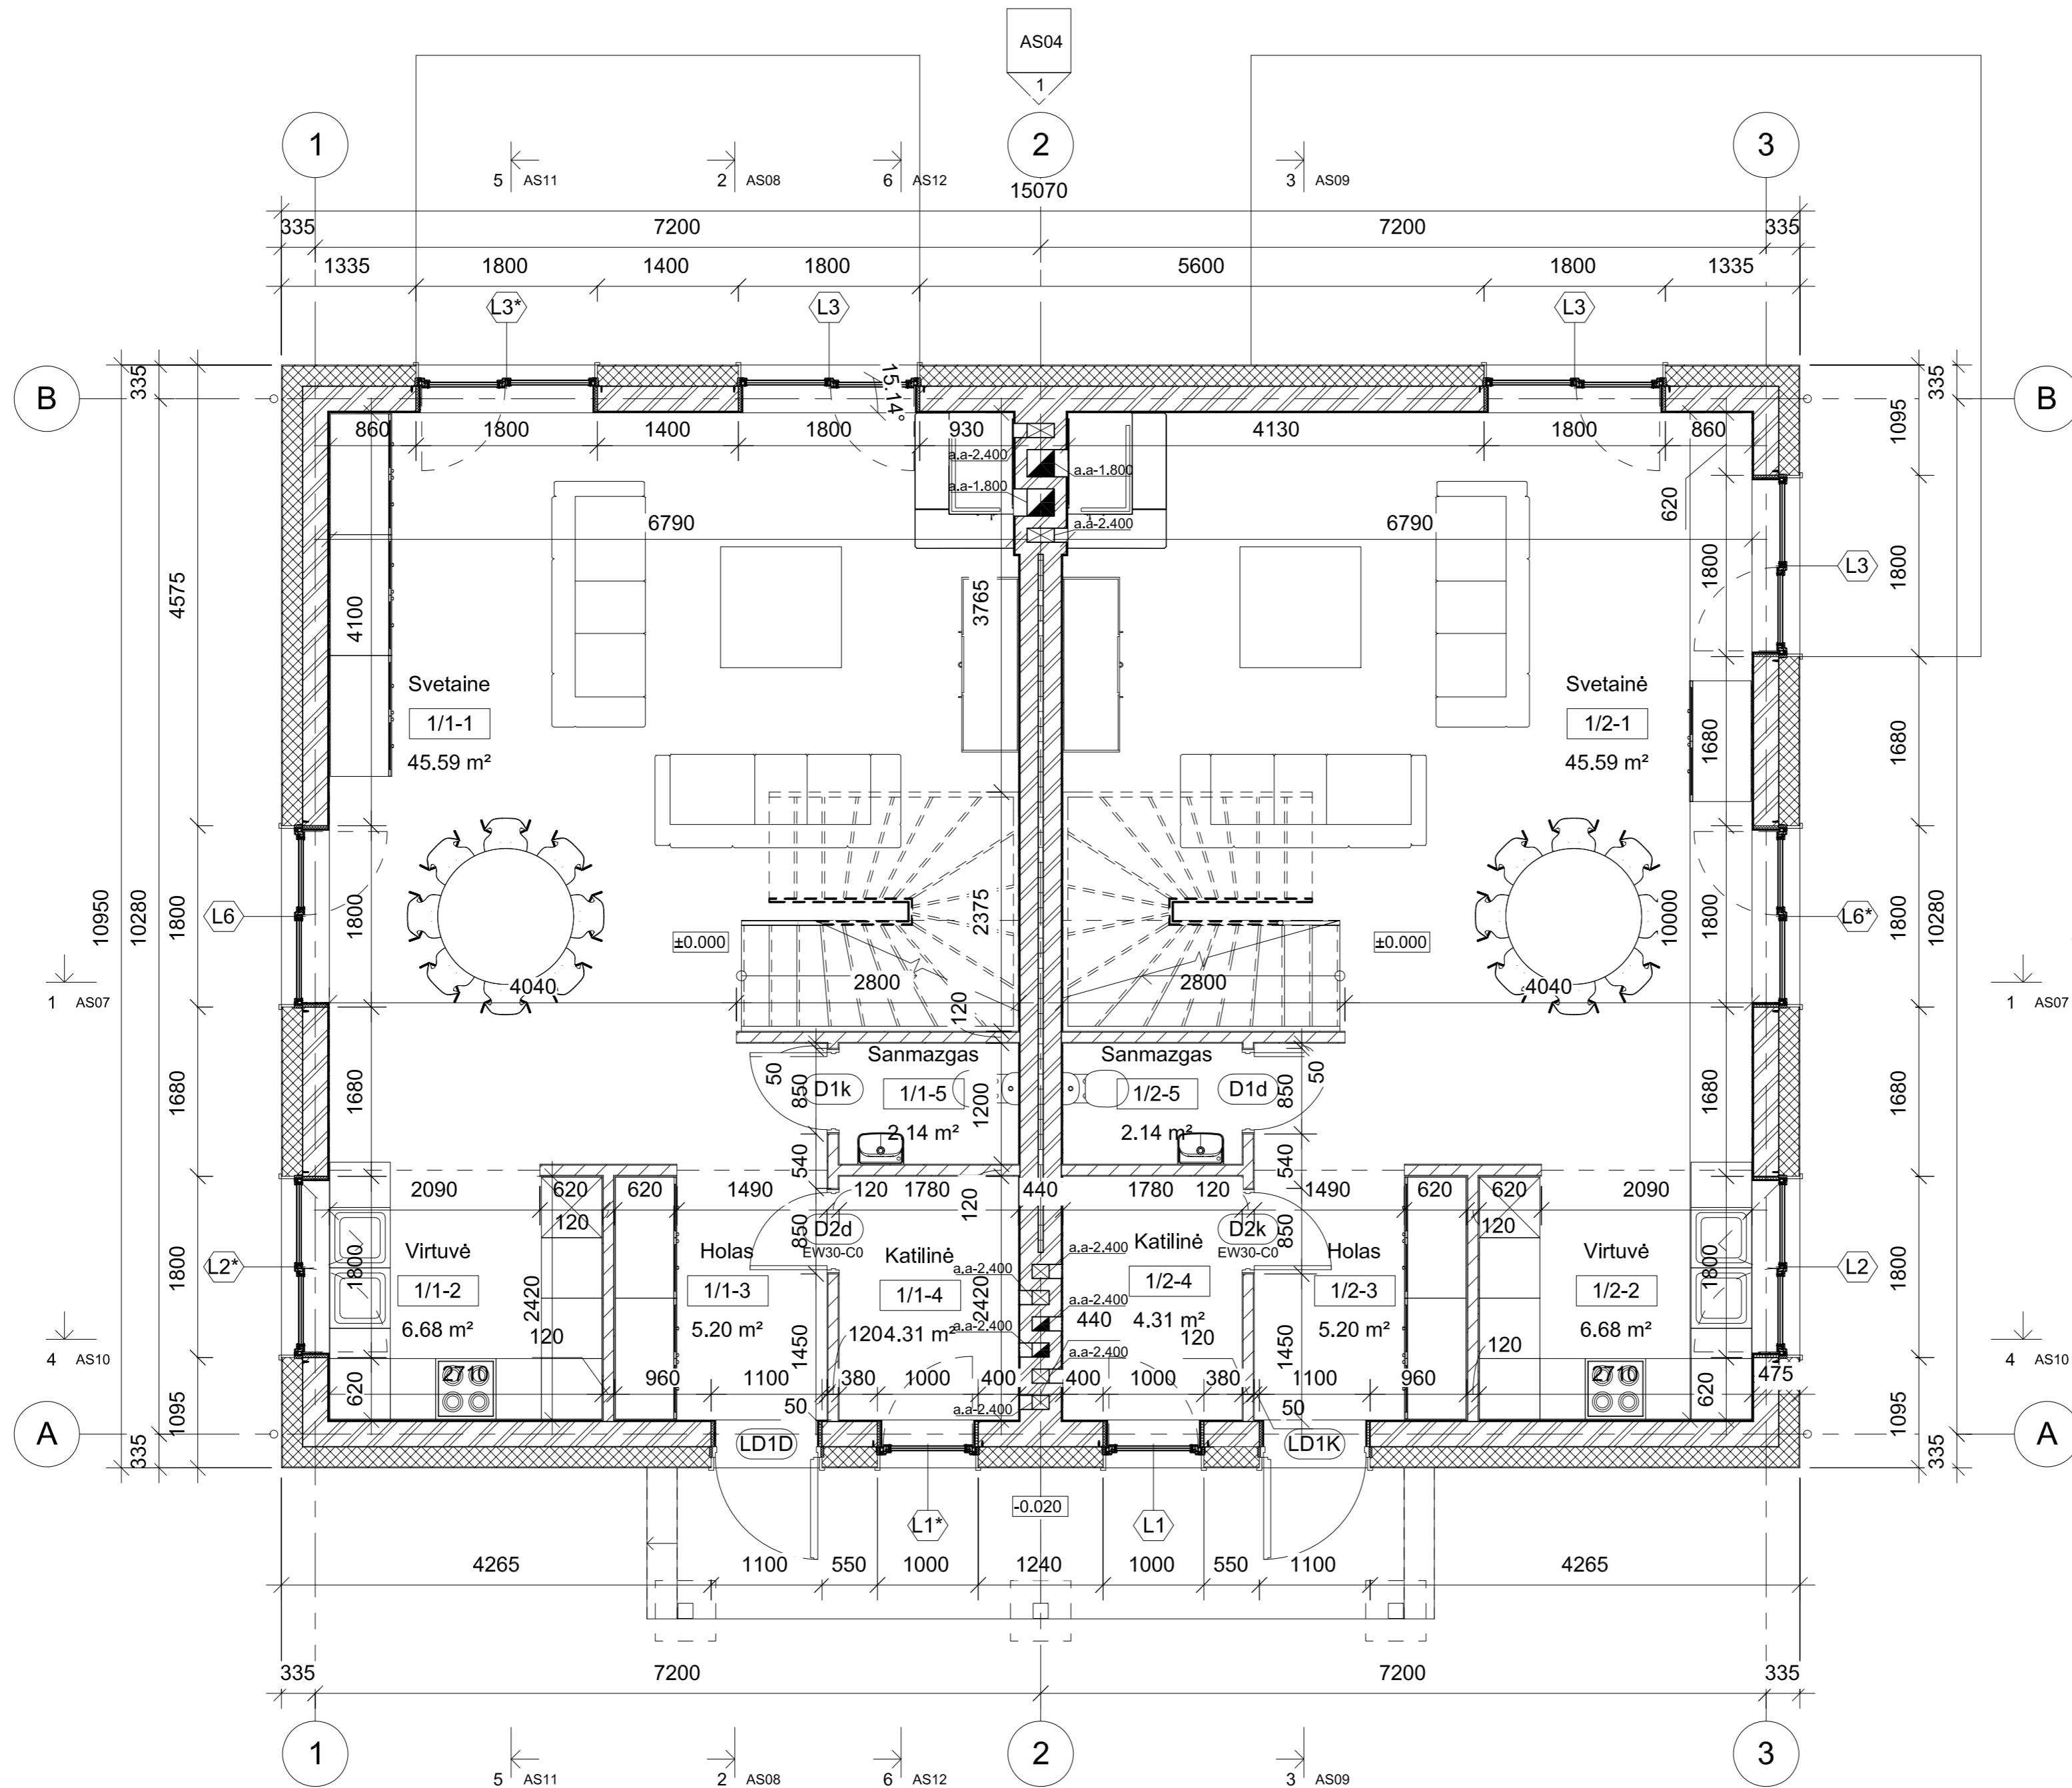 AS04
1
1
2
3
5 AS11
2 AS08
6 AS12
3 AS09
15070
335
7200
7200
335
1335
1800
1400
1800
5600
1800
1335
L3*
L3
L3
15.14°
B
B
335
335
860
1800
1400
1800
930
4130
1800
860
1095
a.a-2.400
a.a-1.800
a.a-1.800
a.a-2.400
620
6790
6790
4575
4100
3765
1800
L3
1800
Svetaine
1/1-1
45.59 m²
Svetainė
1/2-1
45.59 m²
1680
1680
10950
10280
1800
L6
1800
2375
10000
1800
L6*
1800
10280
±0.000
±0.000
4040
2800
2800
4040
120
1 AS07
1 AS07
1680
1680
50
850
D1k
Sanmazgas
1/1-5
2.14 m²
1200
Sanmazgas
1/2-5
2.14 m²
D1d
850
50
1680
1680
540
540
2090
620
620
1490
120
1780
440
1780
120
1490
620
620
2090
120
120
120
1800
L2*
1800
Virtuvė
1/1-2
6.68 m²
2420
120
Holas
1/1-3
5.20 m²
850
D2d
EW30-C0
Katilinė
1/1-4
4.31 m²
120
2420
a.a-2.400
a.a-2.400
a.a-2.400
a.a-2.400
a.a-2.400
a.a-2.400
440
Katilinė
1/2-4
4.31 m²
120
D2k
EW30-C0
850
Holas
1/2-3
5.20 m²
120
Virtuvė
1/2-2
6.68 m²
1800
L2
1800
4 AS10
4 AS10
1450
1450
620
2710
960
1100
380
1000
400
400
1000
380
1100
960
2710
620
475
50
50
1095
1095
A
A
335
335
LD1D
LD1K
L1*
-0.020
L1
4265
1100
550
1000
1240
1000
550
1100
4265
335
7200
7200
335
1
2
3
5 AS11
2 AS08
6 AS12
3 AS09